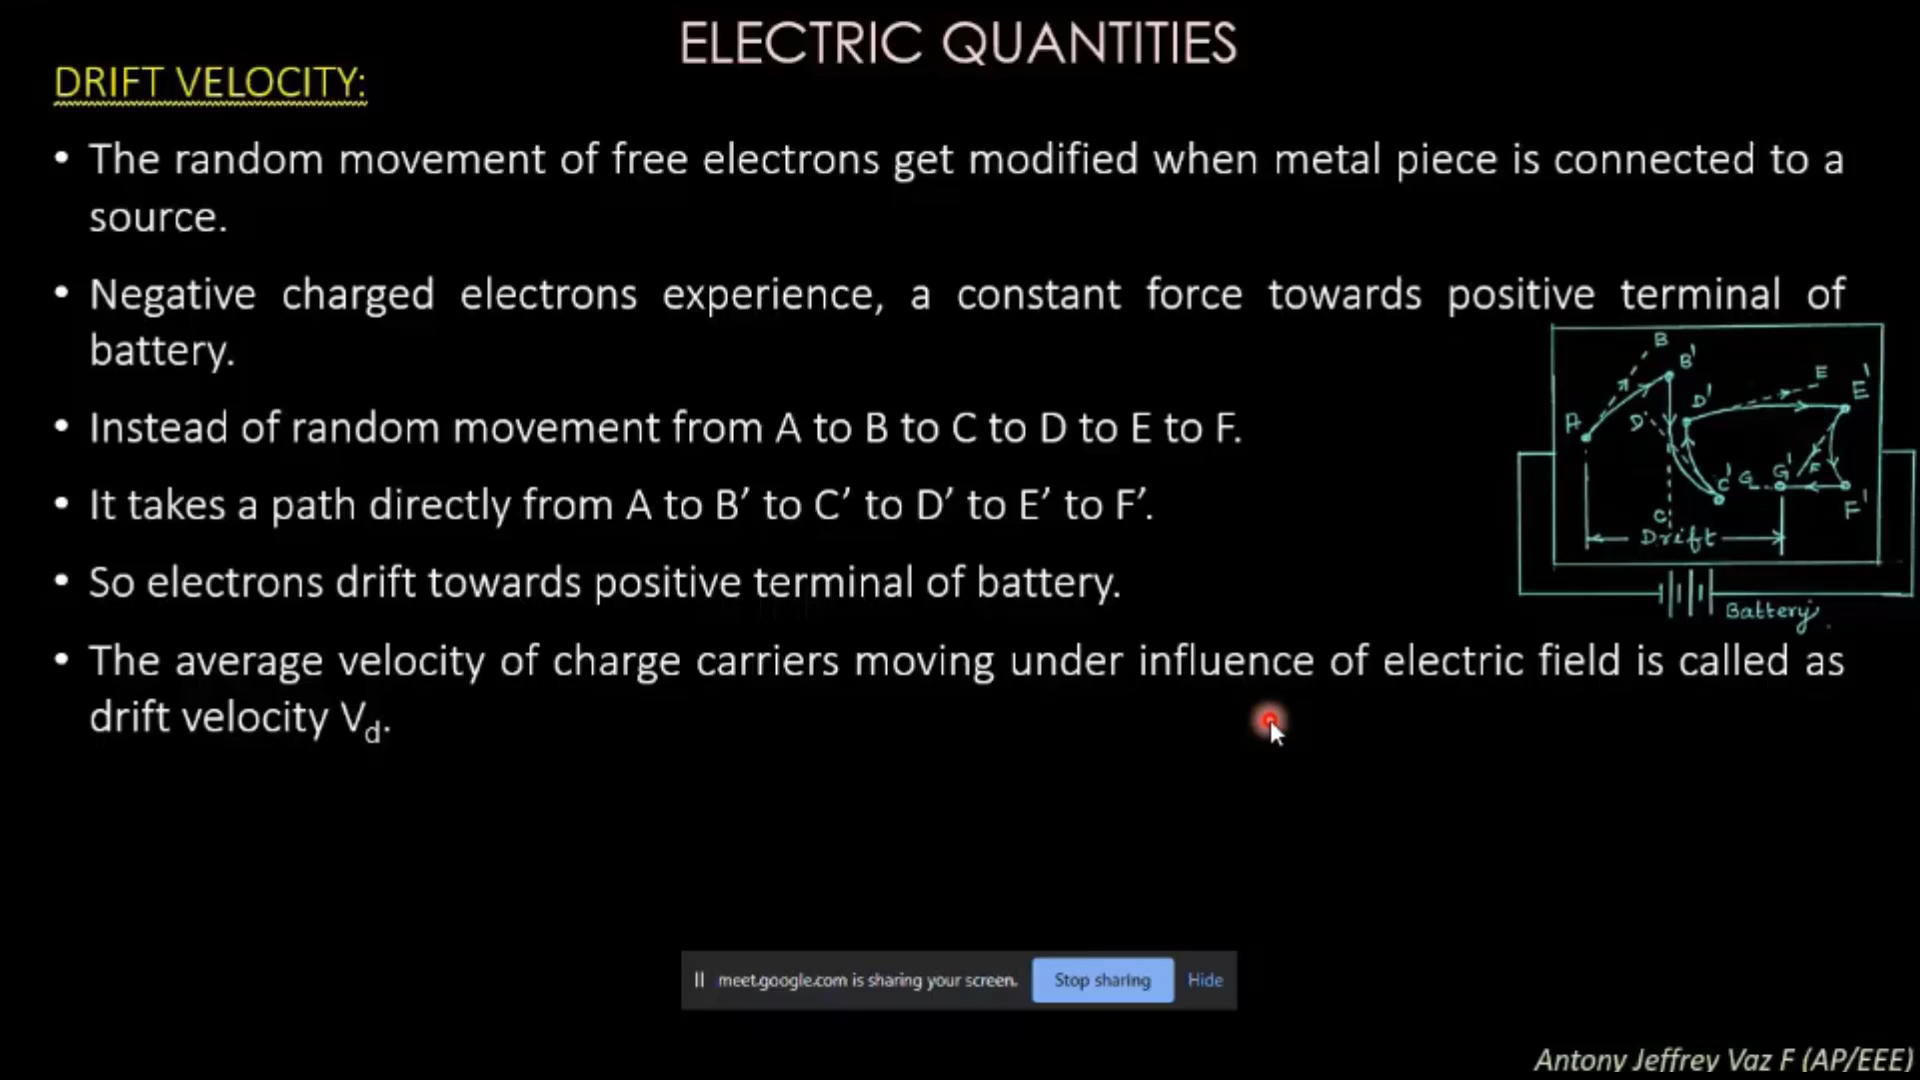 ELECTRIC QUANTITIES
DRIFT VELOCITY:
• The random movement of free electrons get modified when metal piece is connected to a
source.
• Negative charged electrons experience, a constant force towards positive terminal of
battery.
• Instead of random movement from A to B to C to D to E to F.
• It takes a path directly from A to B′ to C′ to D′ to E′ to F′.
• So electrons drift towards positive terminal of battery.
• The average velocity of charge carriers moving under influence of electric field is called as
drift velocity Vd.
B
B'
E
E'
D'
A
D
G'
F
C'
G
F'
C
Drift
Battery
meet.google.com is sharing your screen.
Stop sharing
Hide
Antony Jeffrey Vaz F (AP/EEE)